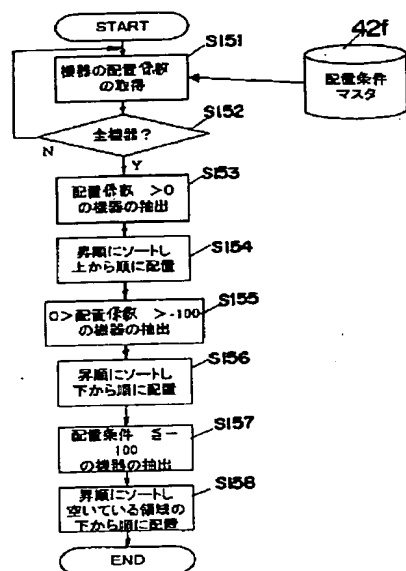 START
S151
42f
機器の配置係数
の取得
配置条件
マスタ
S152
全機器?
N
Y
S153
配置係数 >0
の機器の抽出
S154
昇順にソートし
上から順に配置
S155
0>配置係数 >-100
の機器の抽出
S156
昇順にソートし
下から順に配置
S157
配置条件 ≦-
100
の機器の抽出
S158
昇順にソートし
空いている領域の
下から順に配置
END